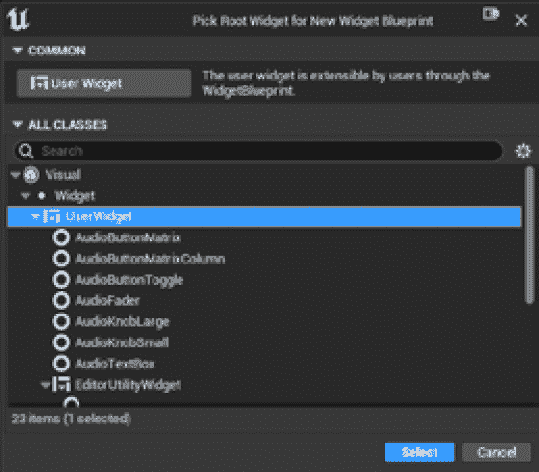 Pick Root Widget for New Widget Blueprint
COMMON
User Widget
The user widget is extensible by users through the
WidgetBlueprint.
ALL CLASSES
Search
Visual
Widget
UserWidget
AudioButtonMatrix
AudioButtonMatrixColumn
AudioButtonToggle
AudioFader
AudioKnobLarge
AudioKnobSmall
AudioTextBox
EditorUtilityWidget
23 items (1 selected)
Select
Cancel